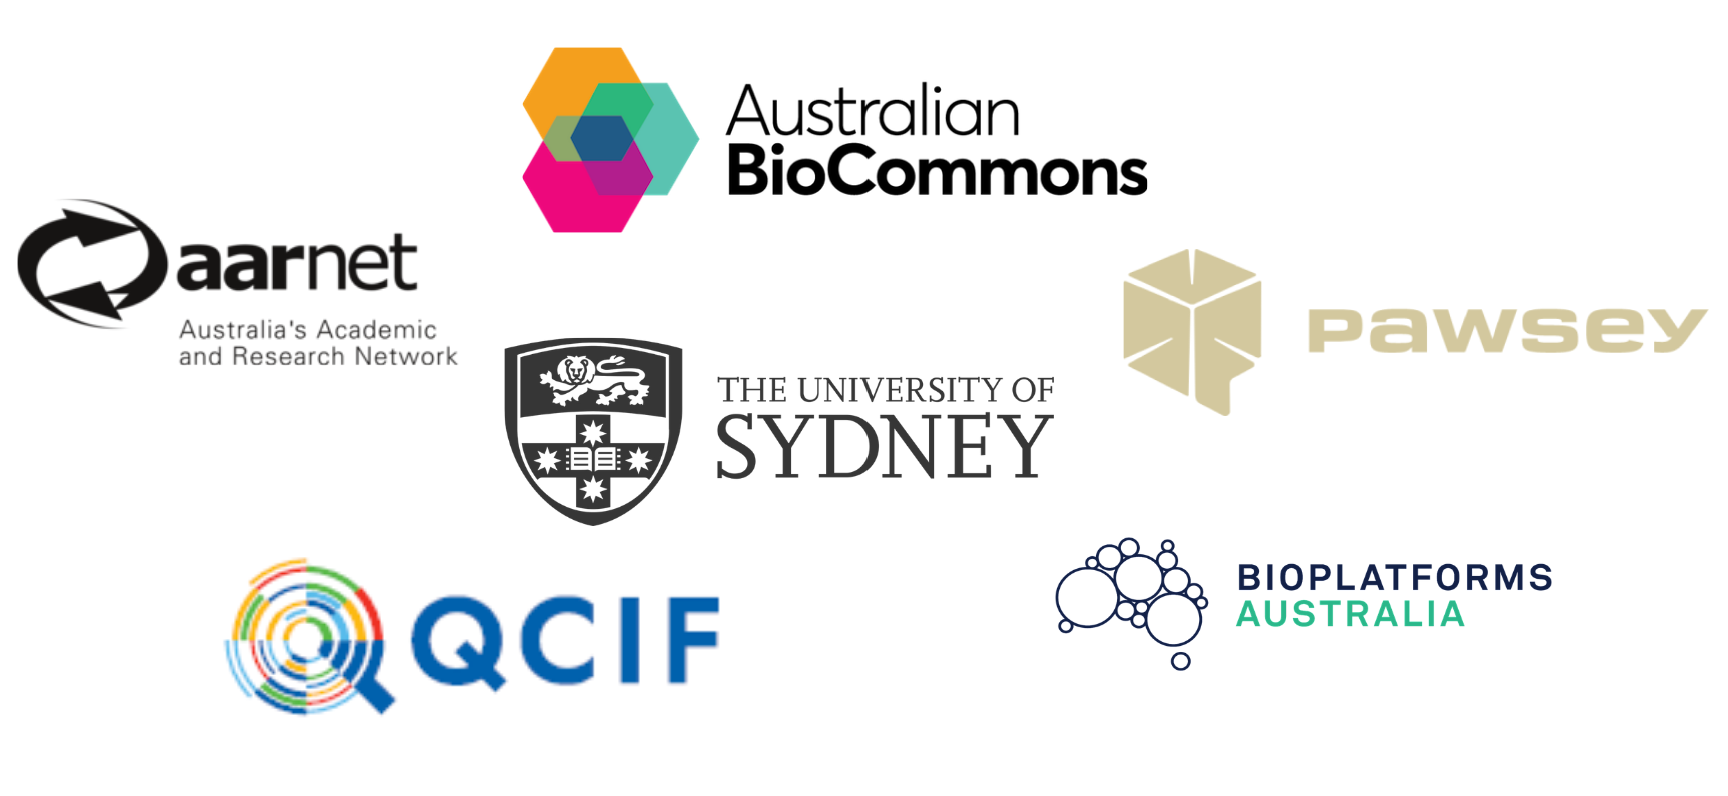 Australian
BioCommons
aarnet
Australia's Academic
and Research Network
pawsey
THE UNIVERSITY OF
SYDNEY
QCIF
BIOPLATFORMS
AUSTRALIA